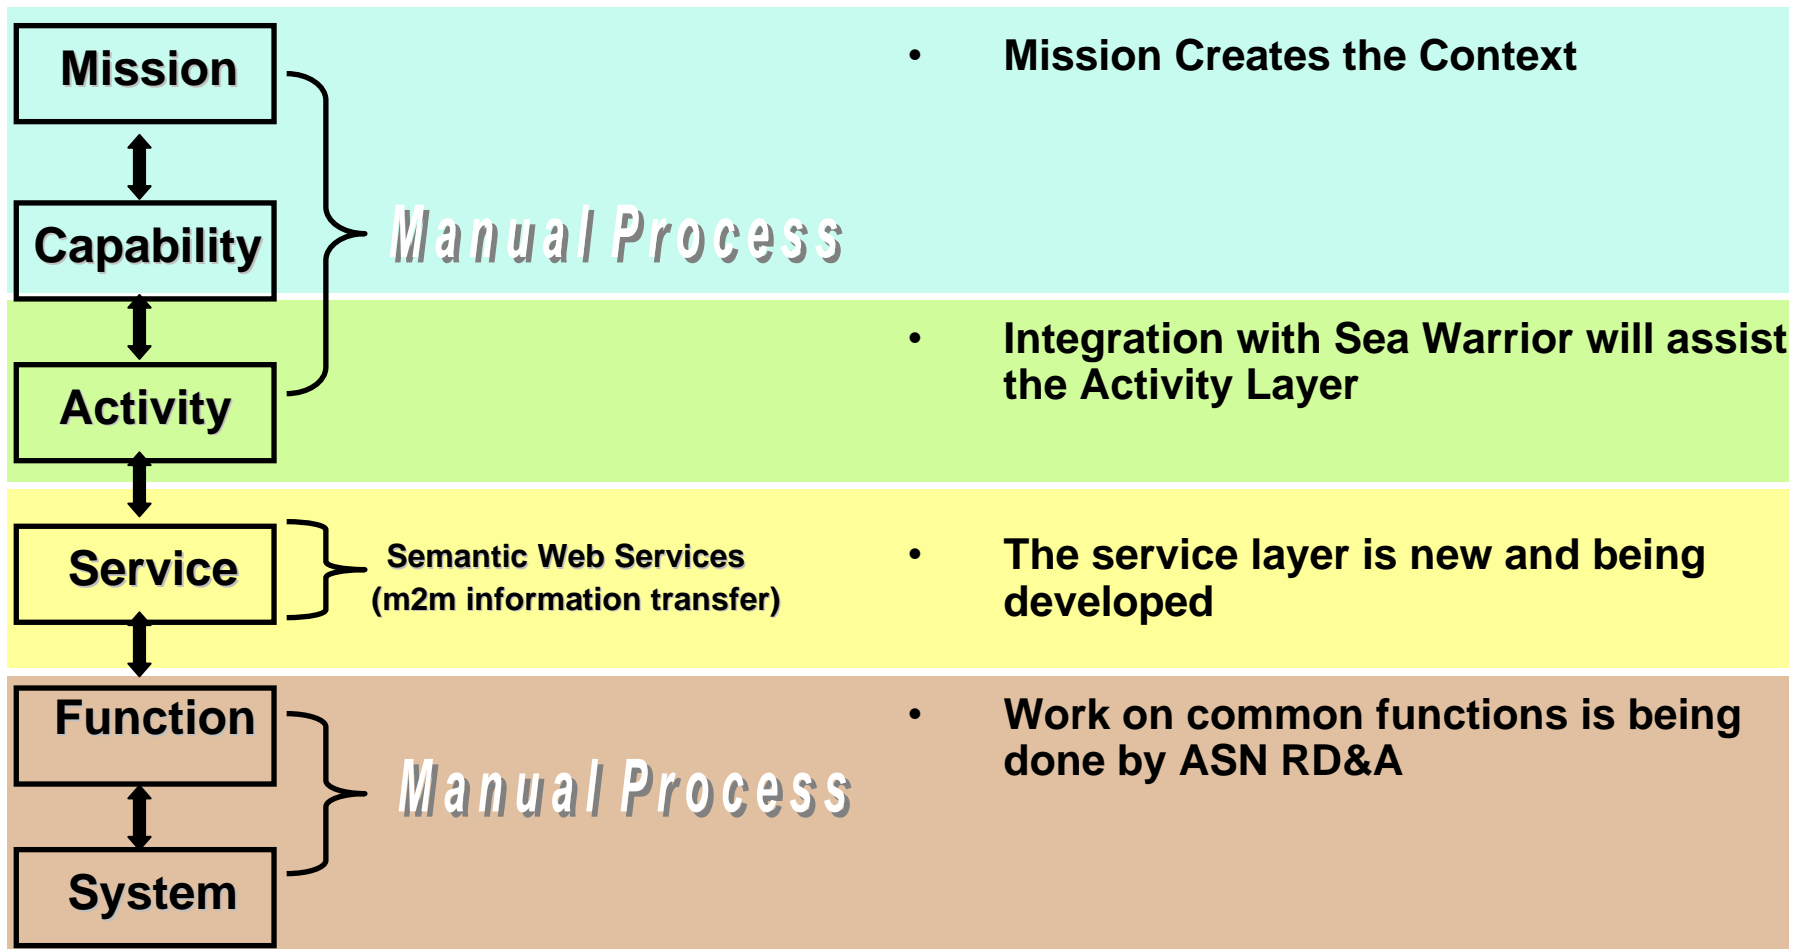 Mission
• Mission Creates the Context
Capability
Manual Process
• Integration with Sea Warrior will assist
the Activity Layer
Activity
Service
Semantic Web Services
(m2m information transfer)
• The service layer is new and being
developed
Function
• Work on common functions is being
done by ASN RD&A
Manual Process
System